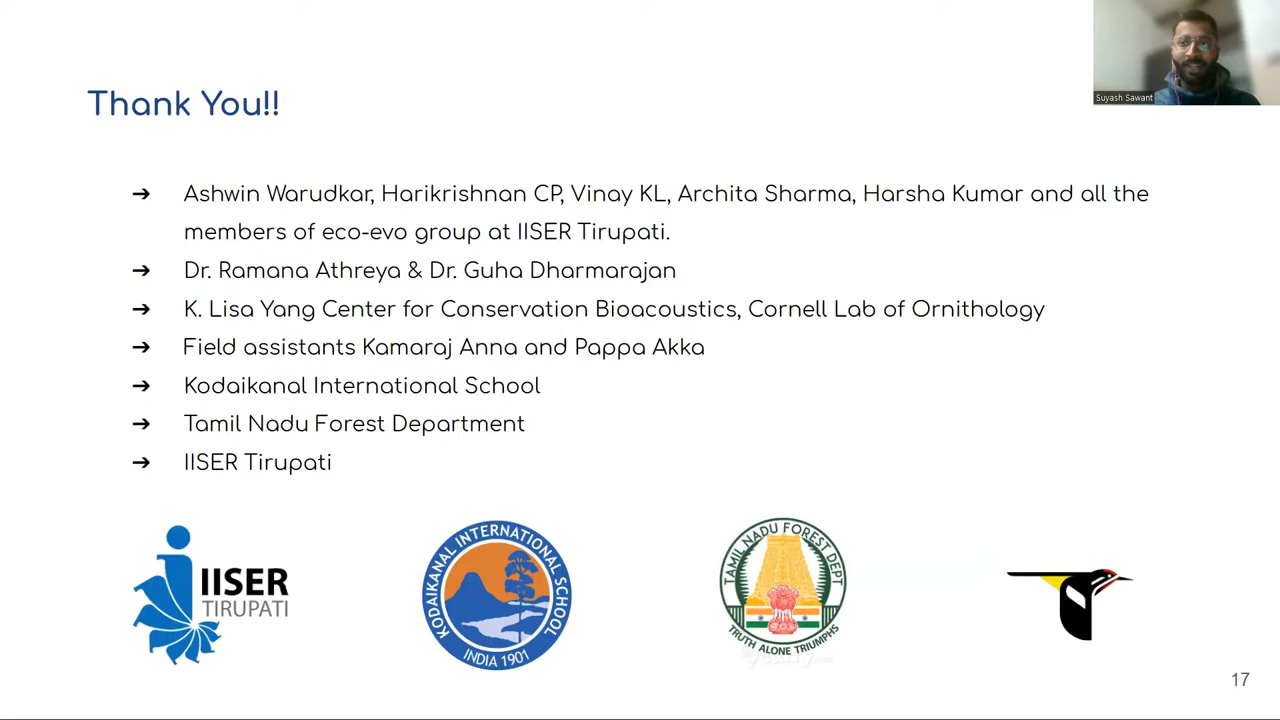 Suyash Sawant
Thank You!!
➔ Ashwin Warudkar, Harikrishnan CP, Vinay KL, Archita Sharma, Harsha Kumar and all the
members of eco-evo group at IISER Tirupati.
➔ Dr. Ramana Athreya & Dr. Guha Dharmarajan
➔ K. Lisa Yang Center for Conservation Bioacoustics, Cornell Lab of Ornithology
➔ Field assistants Kamaraj Anna and Pappa Akka
➔ Kodaikanal International School
➔ Tamil Nadu Forest Department
➔ IISER Tirupati
IISER
TIRUPATI
KODAIKANAL INTERNATIONAL SCHOOL
INDIA 1901
TAMIL NADU FOREST DEPT
TRUTH ALONE TRIUMPHS
17